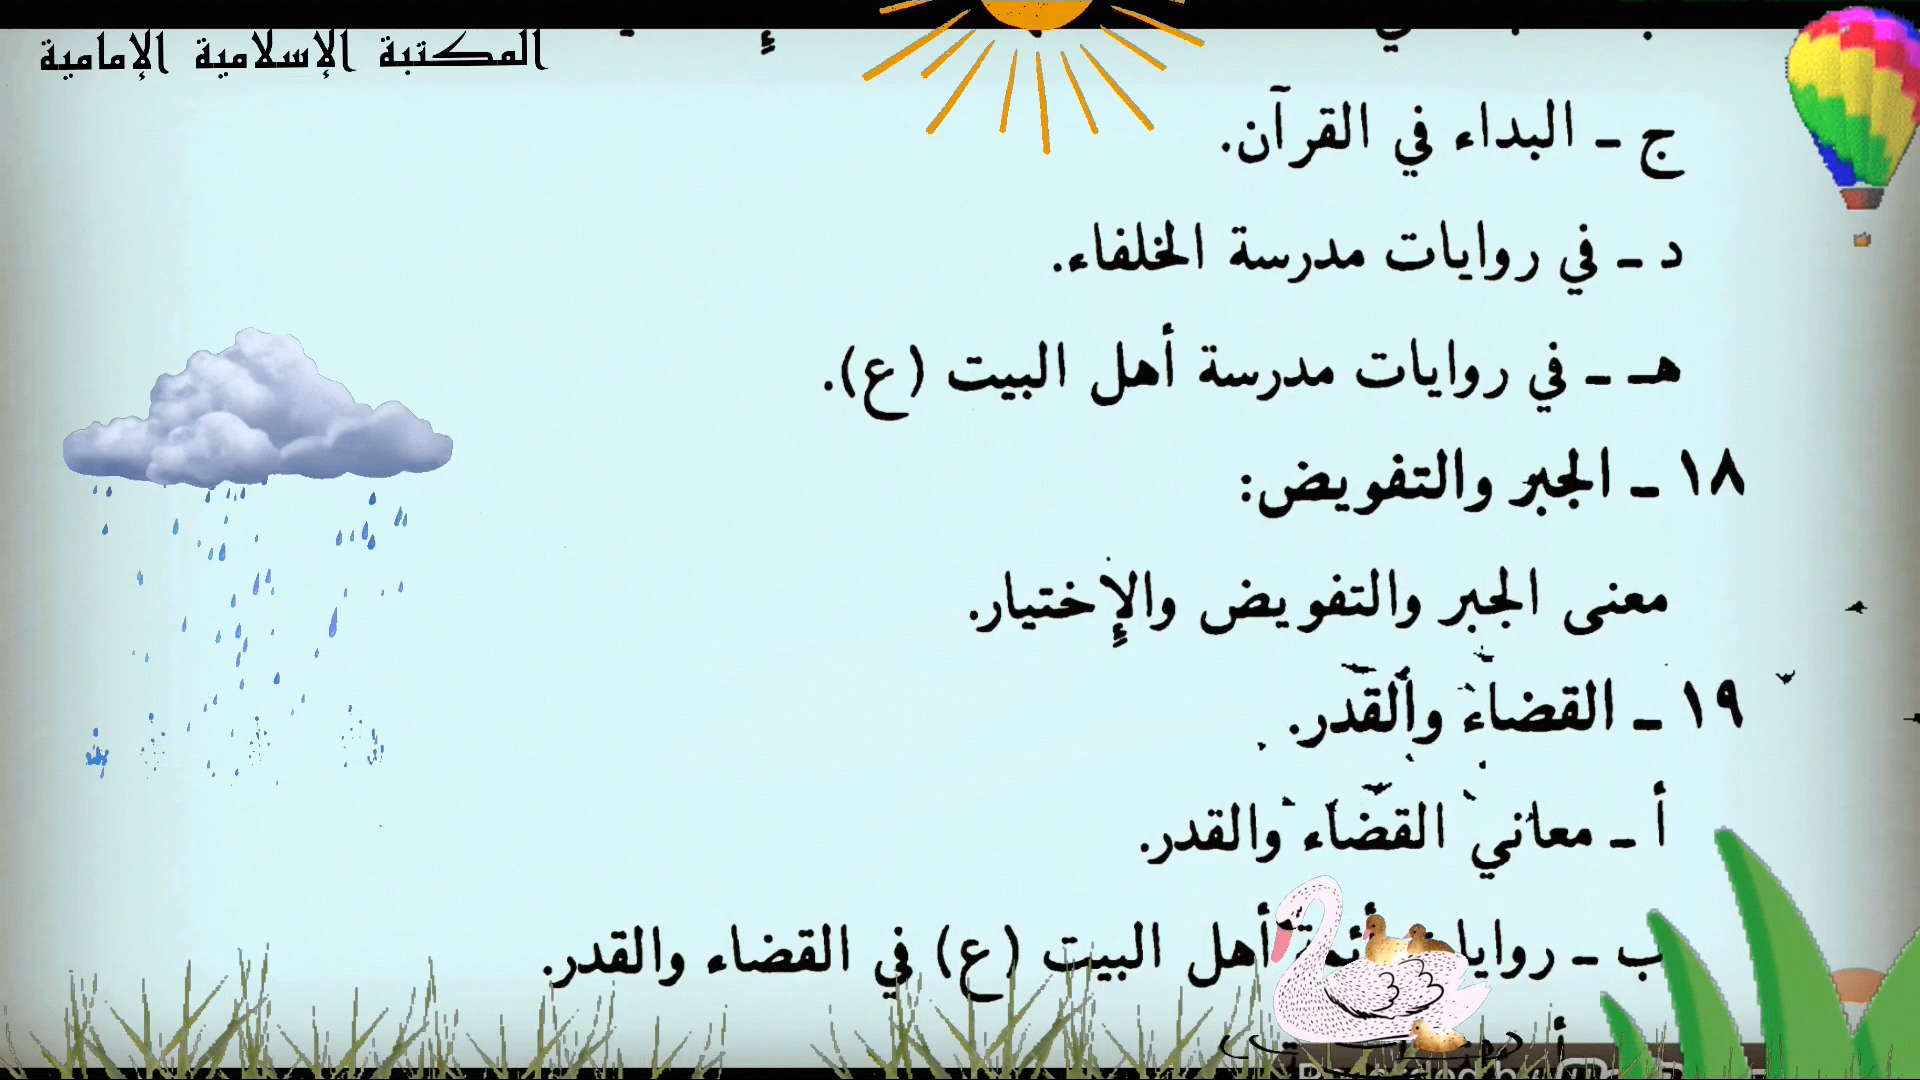 المكتبة الإسلامية الإمامية
ج ـ البداء في القرآن.
د ـ في روايات مدرسة الخلفاء.
هـ ـ في روايات مدرسة أهل البيت (ع).
١٨ ـ الجبر والتفويض:
معنى الجبر والتفويض والإختيار.
١٩ ـ القضاء والقدر.
أ ـ معاني القضاء والقدر.
ب ـ روايات أئمة أهل البيت (ع) في القضاء والقدر.